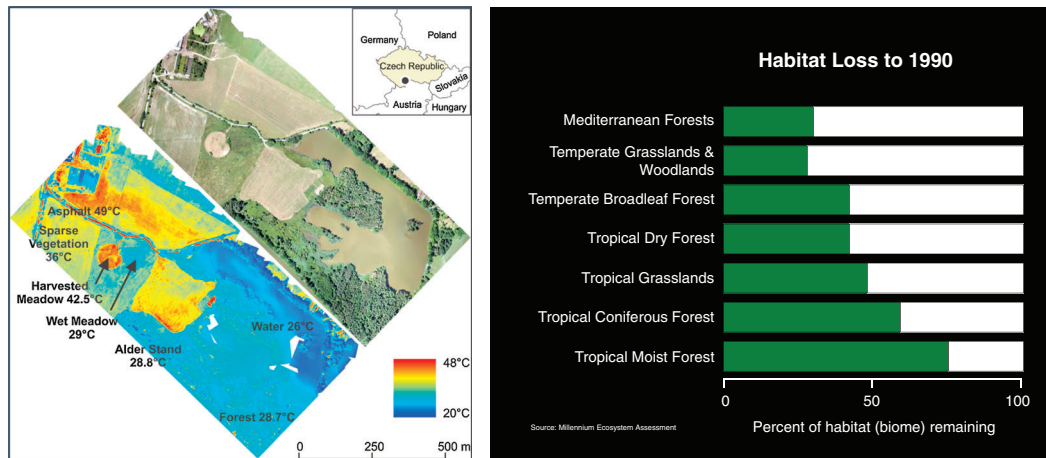 Germany
Poland
Czech Republic
Slovakia
Austria
Hungary
Asphalt 49°C
Sparse
Vegetation
36°C
Harvested
Meadow 42.5°C
Wet Meadow
29°C
Alder Stand
28.8°C
Water 26°C
Forest 28.7°C
48°C
20°C
0
250
500 m
Habitat Loss to 1990
Mediterranean Forests
Temperate Grasslands &
Woodlands
Temperate Broadleaf Forest
Tropical Dry Forest
Tropical Grasslands
Tropical Coniferous Forest
Tropical Moist Forest
0
50
100
Source: Millennium Ecosystem Assessment
Percent of habitat (biome) remaining